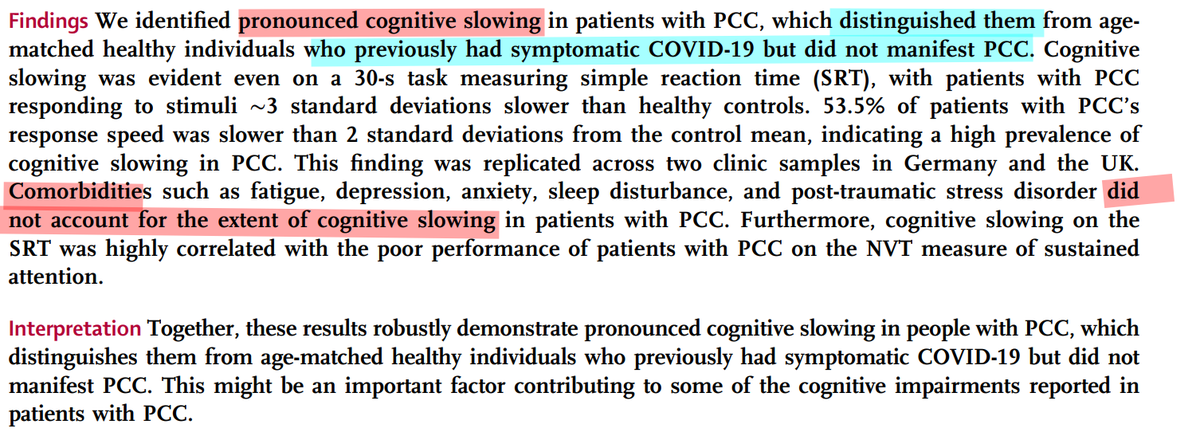 Findings We identified pronounced cognitive slowing in patients with PCC, which distinguished them from age-
matched healthy individuals who previously had symptomatic COVID-19 but did not manifest PCC. Cognitive
slowing was evident even on a 30-s task measuring simple reaction time (SRT), with patients with PCC
responding to stimuli ~3 standard deviations slower than healthy controls. 53.5% of patients with PCC’s
response speed was slower than 2 standard deviations from the control mean, indicating a high prevalence of
cognitive slowing in PCC. This finding was replicated across two clinic samples in Germany and the UK.
Comorbidities such as fatigue, depression, anxiety, sleep disturbance, and post-traumatic stress disorder did
not account for the extent of cognitive slowing in patients with PCC. Furthermore, cognitive slowing on the
SRT was highly correlated with the poor performance of patients with PCC on the NVT measure of sustained
attention.
Interpretation Together, these results robustly demonstrate pronounced cognitive slowing in people with PCC, which
distinguishes them from age-matched healthy individuals who previously had symptomatic COVID-19 but did not
manifest PCC. This might be an important factor contributing to some of the cognitive impairments reported in
patients with PCC.